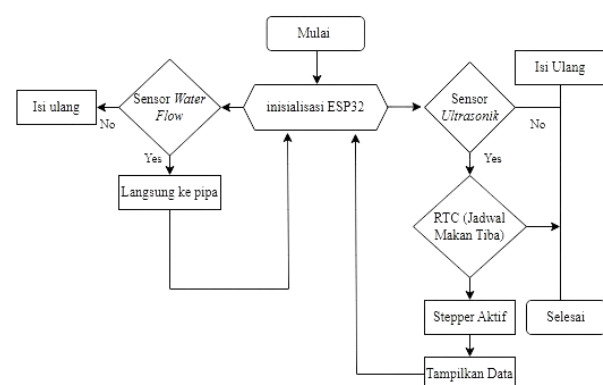 Mulai
Isi Ulang
Sensor Water
Flow
Isi ulang
inisialisasi ESP32
Sensor
Ultrasonik
No
No
Yes
Yes
Langsung ke pipa
RTC (Jadwal
Makan Tiba)
Stepper Aktif
Selesai
Tampilkan Data